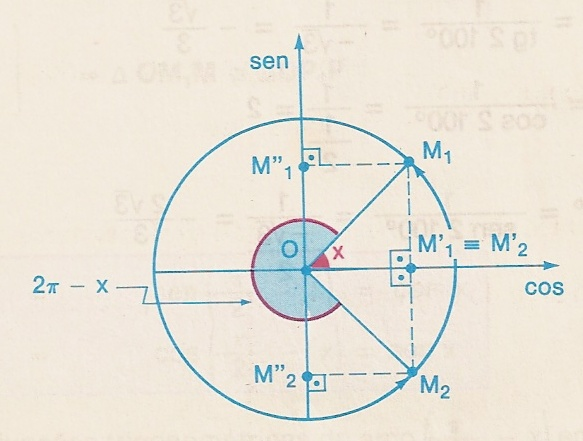 sen
M"₁
M₁
O
x
M'₁ ≡ M'₂
cos
2π − x
M"₂
M₂